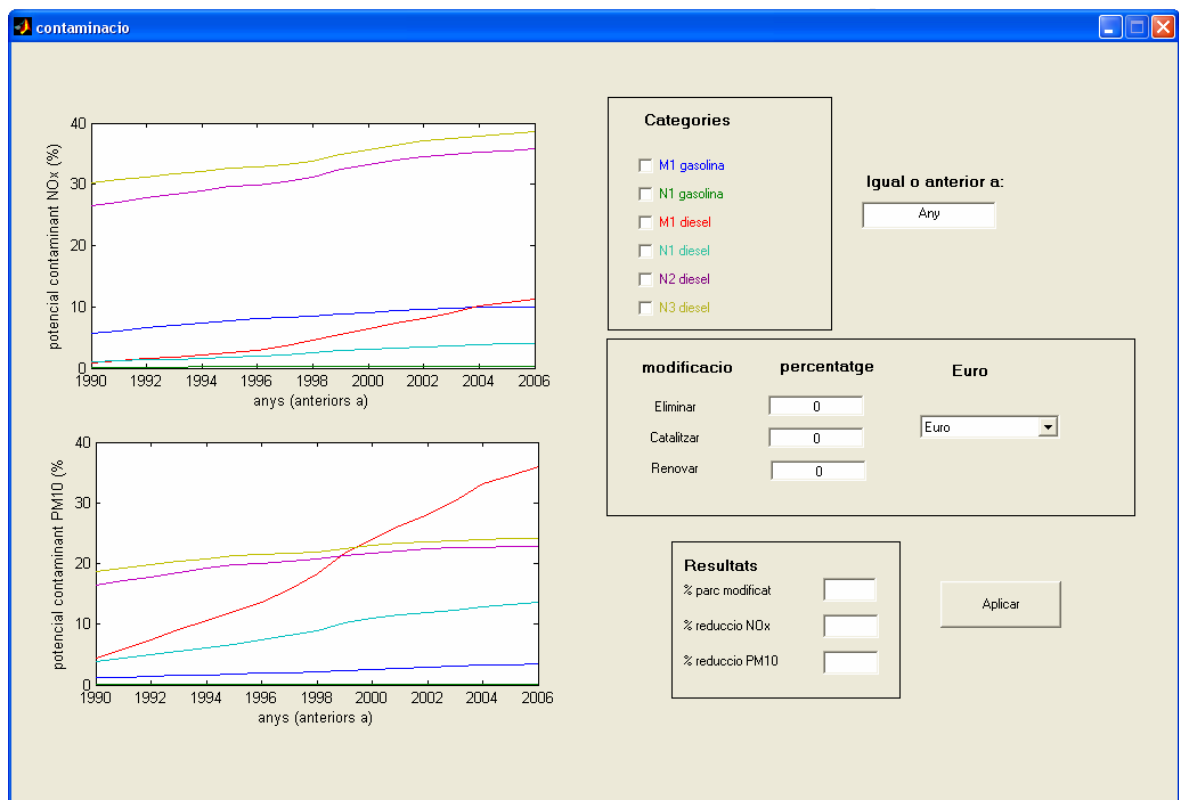 contaminacio
potencial contaminant NOx (%)
40
30
20
10
0
1990 1992 1994 1996 1998 2000 2002 2004 2006
anys (anteriors a)
potencial contaminant PM10 (%
40
30
20
10
0
1990 1992 1994 1996 1998 2000 2002 2004 2006
anys (anteriors a)
Categories
M1 gasolina
N1 gasolina
M1 diesel
N1 diesel
N2 diesel
N3 diesel
Igual o anterior a:
Any
modificacio percentatge Euro
Eliminar 0
Catalitzar 0
Renovar 0
Euro
Resultats
% parc modificat
% reduccio NOx
% reduccio PM10
Aplicar